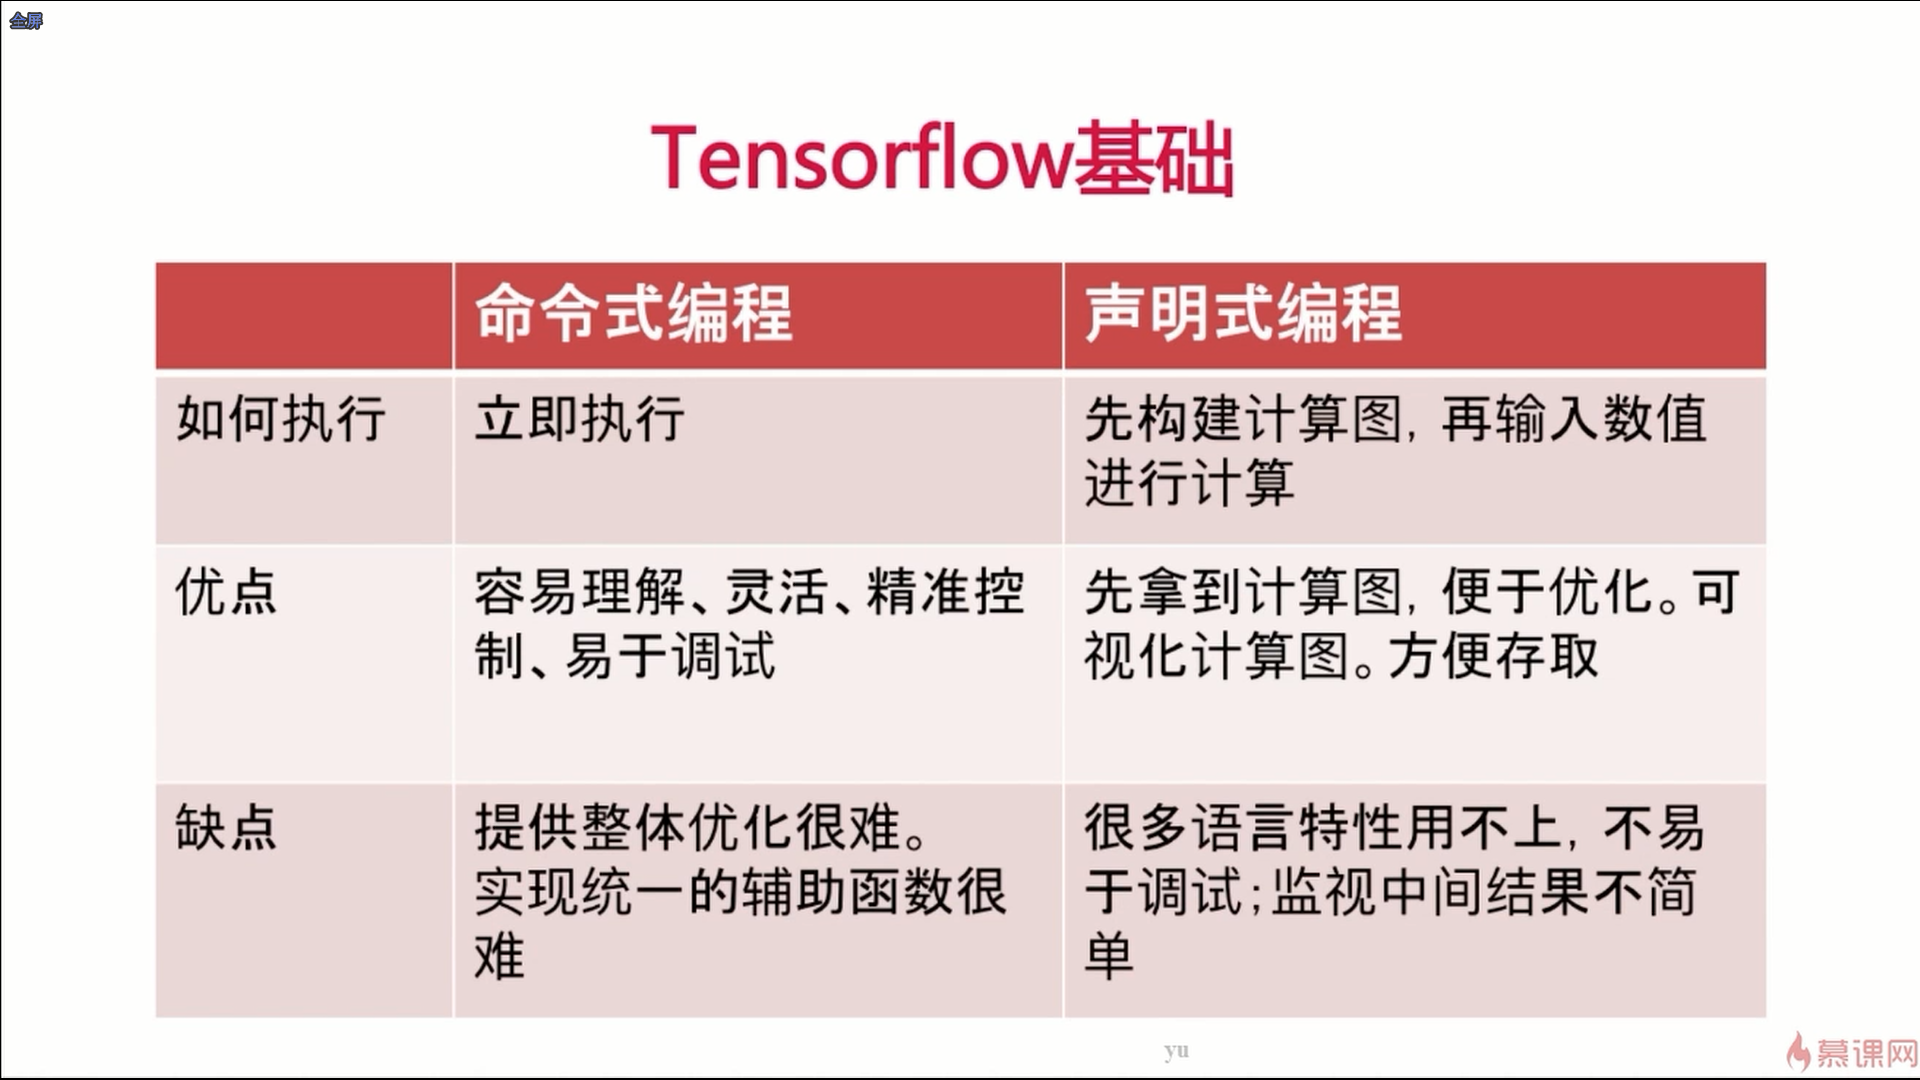 全屏
Tensorflow基础
命令式编程
声明式编程
如何执行
立即执行
先构建计算图，再输入数值
进行计算
优点
容易理解、灵活、精准控
制、易于调试
先拿到计算图，便于优化。可
视化计算图。方便存取
缺点
提供整体优化很难。
实现统一的辅助函数很
难
很多语言特性用不上，不易
于调试；监视中间结果不简
单
yu
慕课网